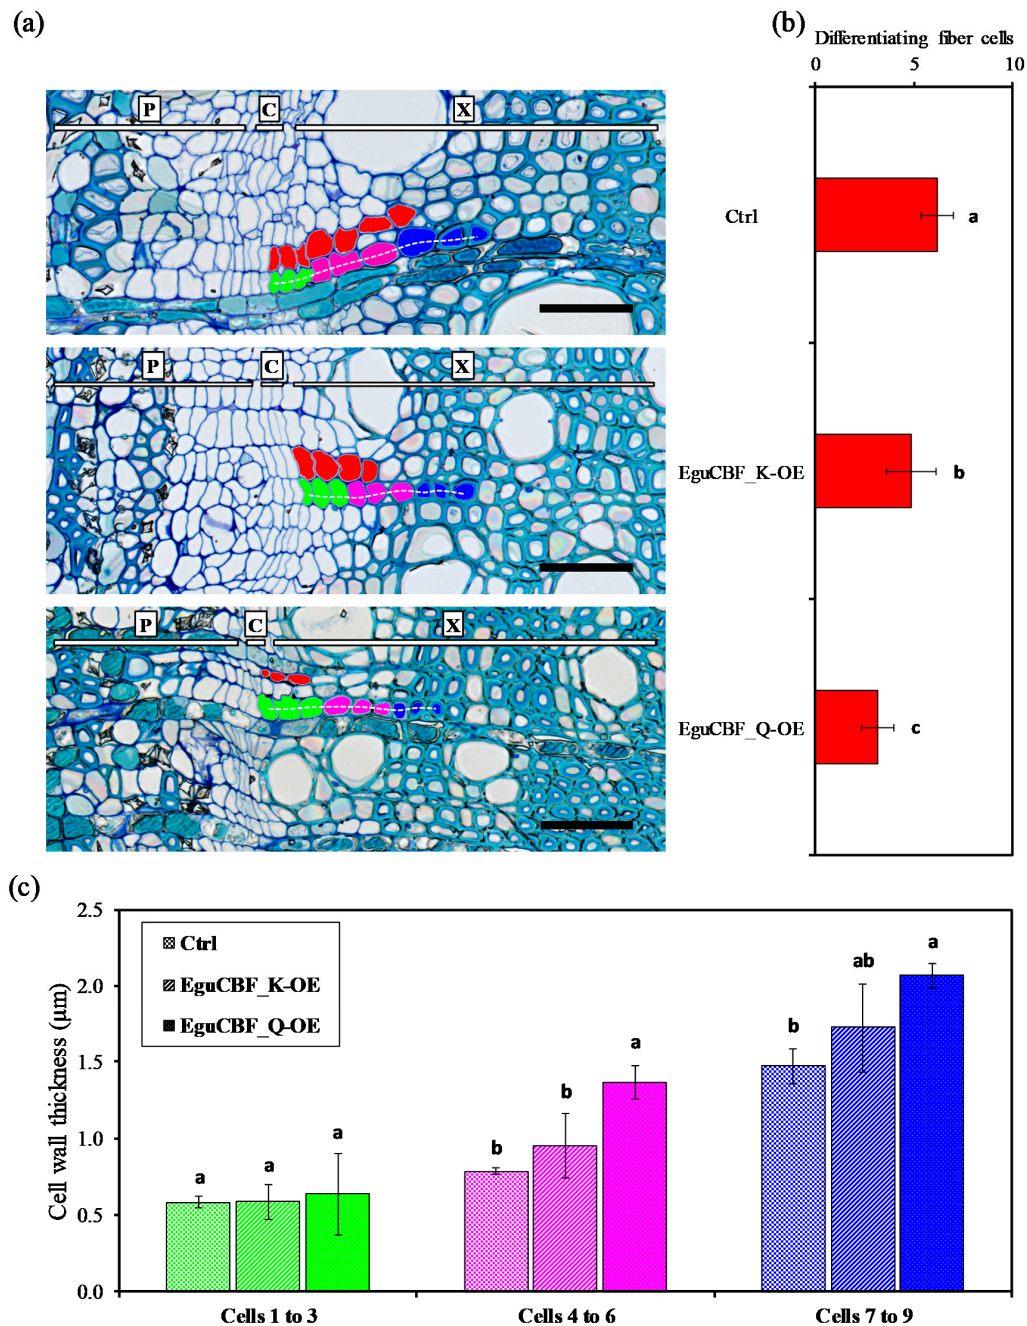 (a)
(b)
Differentiating fiber cells
0 5 10
P C X
Ctrl
a
P C X
EguCBF_K-OE
b
P C X
EguCBF_Q-OE
c
(c)
Cell wall thickness (μm)
2.5
2.0
1.5
1.0
0.5
0.0
Ctrl
EguCBF_K-OE
EguCBF_Q-OE
a a a
b b a
b ab a
Cells 1 to 3 Cells 4 to 6 Cells 7 to 9